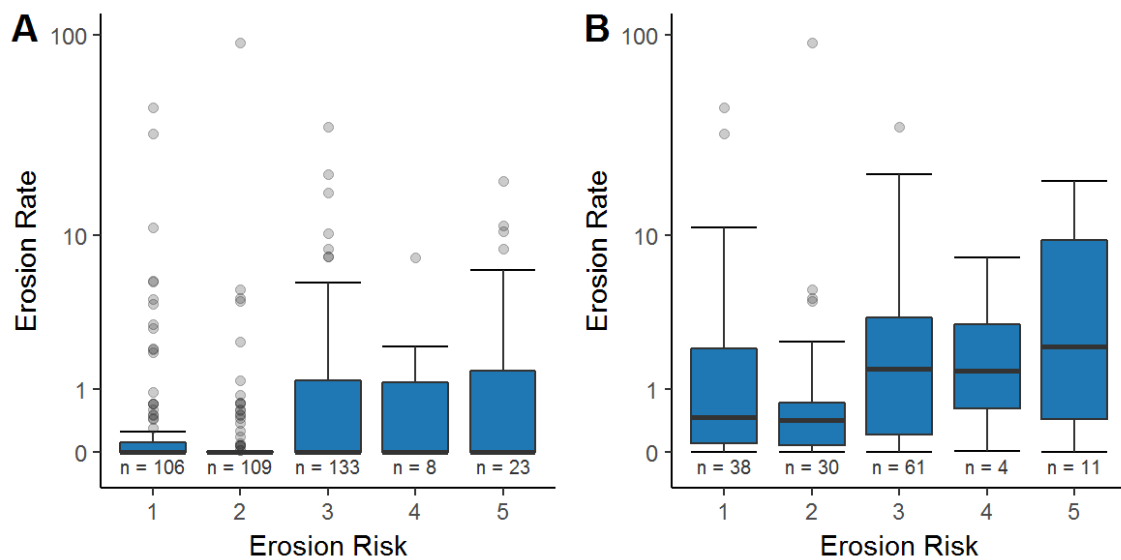 A
Erosion Rate
100
10
1
0
n = 106 n = 109 n = 133 n = 8 n = 23
1 2 3 4 5
Erosion Risk
B
Erosion Rate
100
10
1
0
n = 38 n = 30 n = 61 n = 4 n = 11
1 2 3 4 5
Erosion Risk